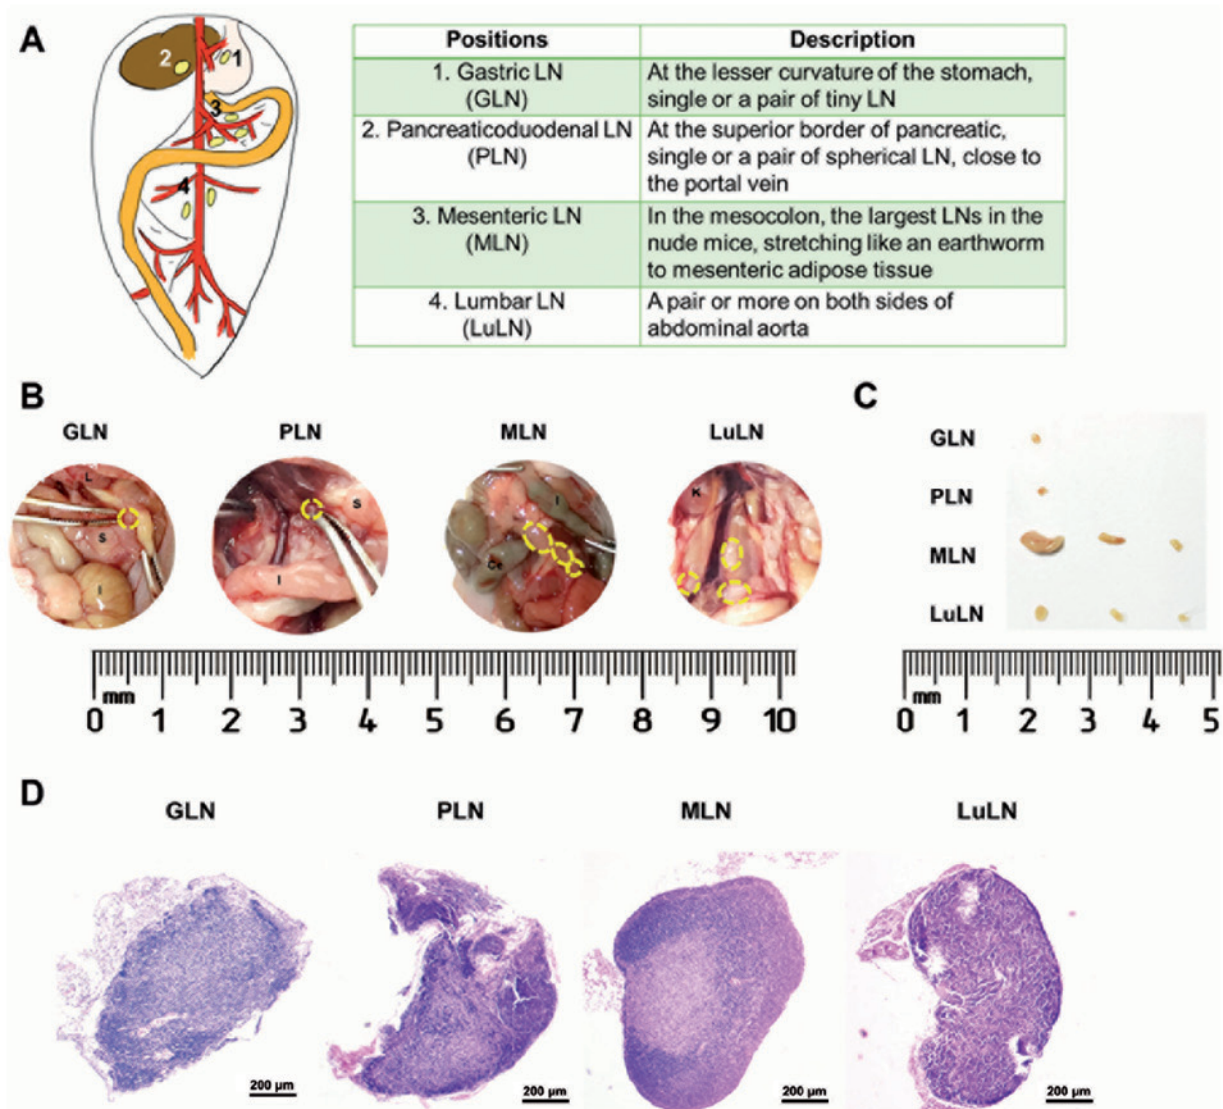 A
2
1
3
4
Positions
Description
1. Gastric LN
(GLN)
At the lesser curvature of the stomach,
single or a pair of tiny LN
2. Pancreaticoduodenal LN
(PLN)
At the superior border of pancreatic,
single or a pair of spherical LN, close to
the portal vein
3. Mesenteric LN
(MLN)
In the mesocolon, the largest LNs in the
nude mice, stretching like an earthworm
to mesenteric adipose tissue
4. Lumbar LN
(LuLN)
A pair or more on both sides of
abdominal aorta
B
GLN
PLN
MLN
LuLN
L
S
I
S
I
I
Ce
K
mm
0 1 2 3 4 5 6 7 8 9 10
C
GLN
PLN
MLN
LuLN
mm
0 1 2 3 4 5
D
GLN
PLN
MLN
LuLN
200 µm
200 µm
200 µm
200 µm